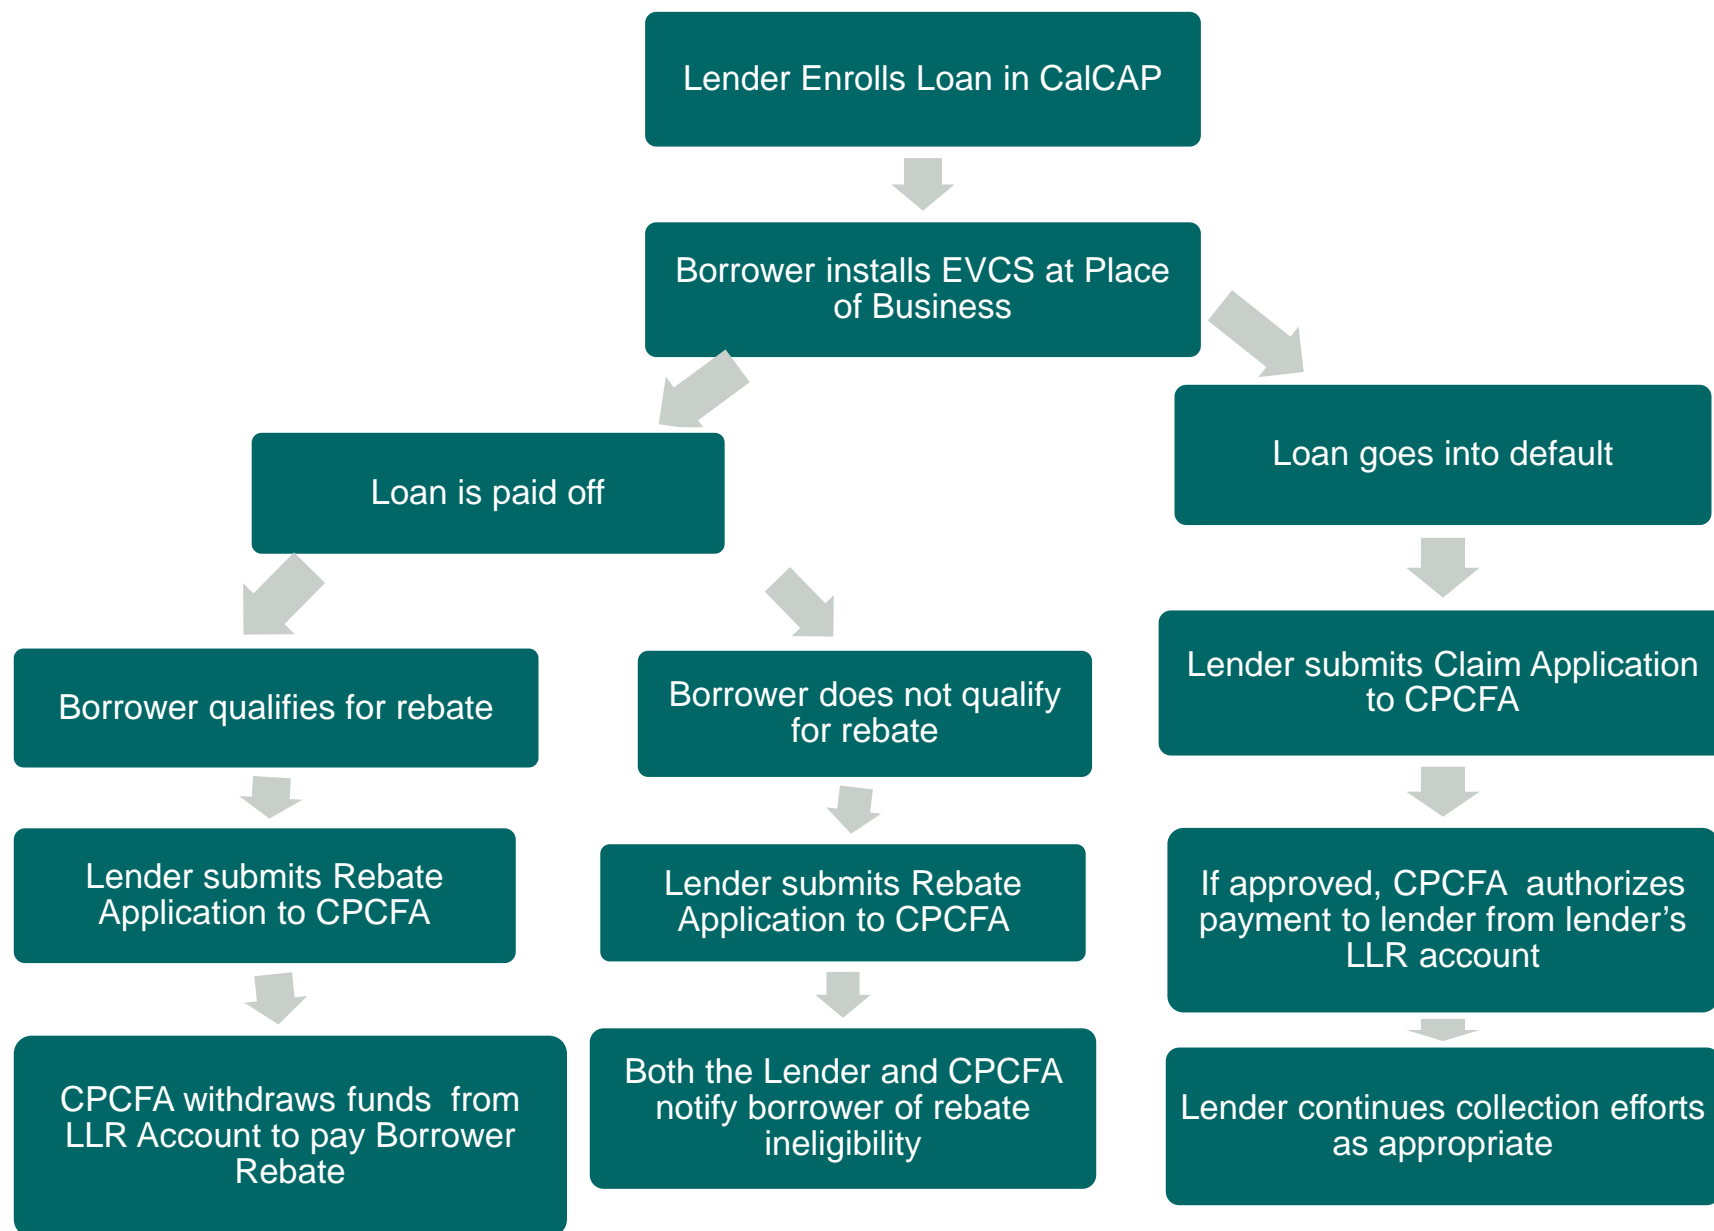 Lender Enrolls Loan in CalCAP
Borrower installs EVCS at Place
of Business
Loan is paid off
Loan goes into default
Borrower qualifies for rebate
Borrower does not qualify
for rebate
Lender submits Claim Application
to CPCFA
Lender submits Rebate
Application to CPCFA
Lender submits Rebate
Application to CPCFA
If approved, CPCFA  authorizes
payment to lender from lender’s
LLR account
CPCFA withdraws funds  from
LLR Account to pay Borrower
Rebate
Both the Lender and CPCFA
notify borrower of rebate
ineligibility
Lender continues collection efforts
as appropriate